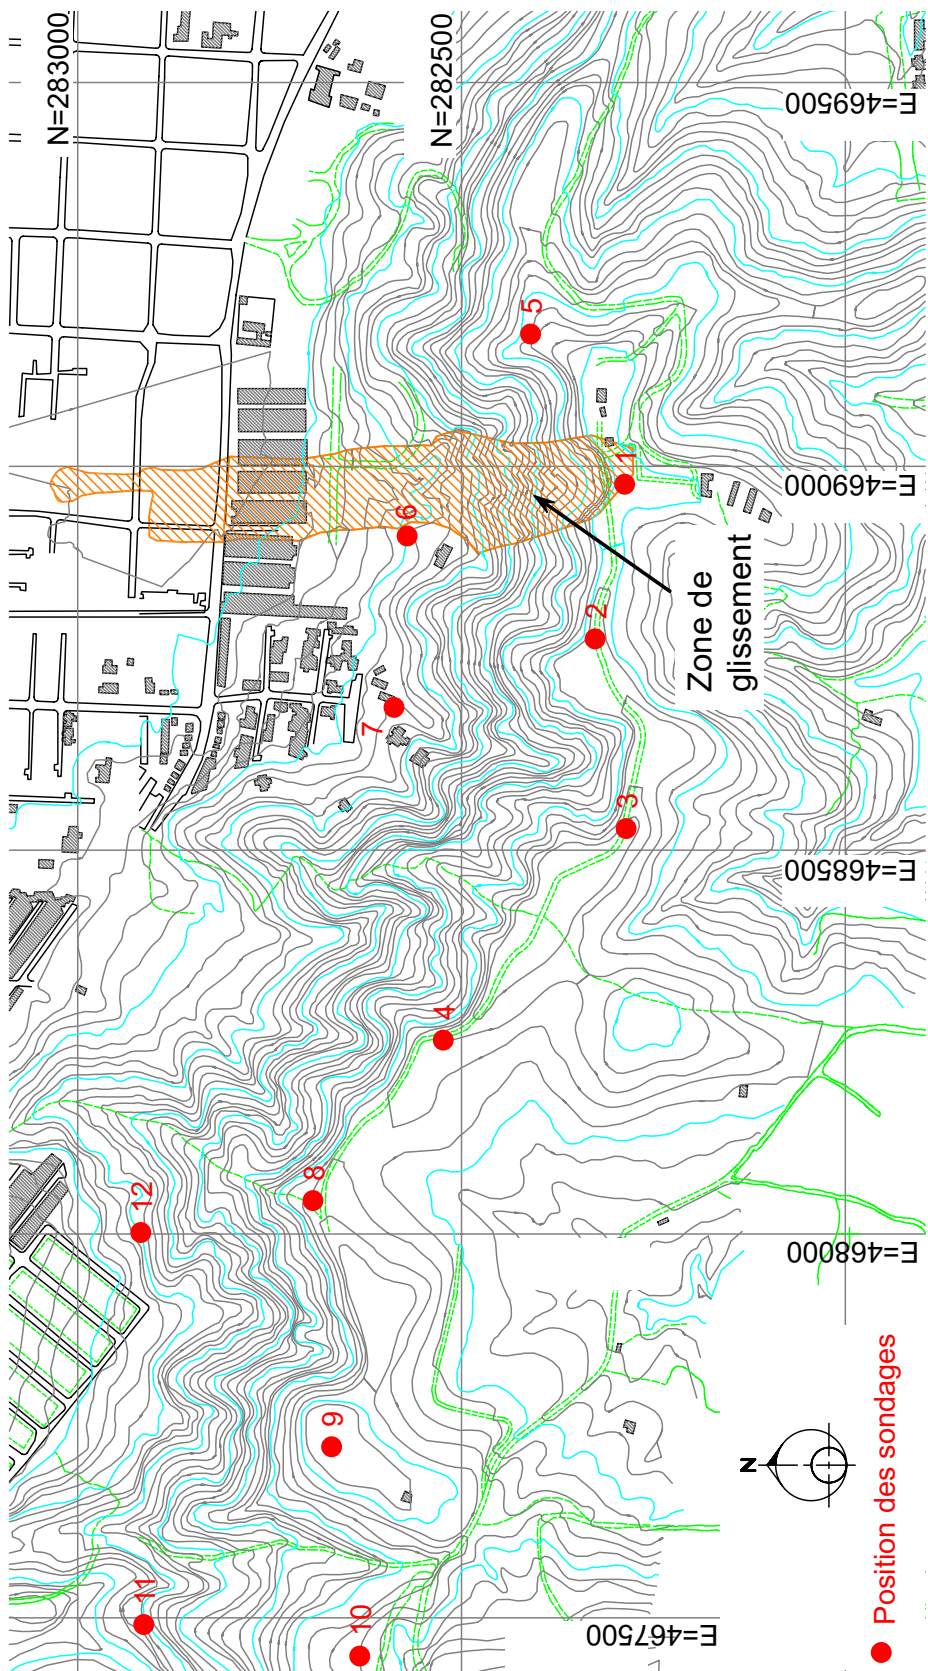 N=283000
N=282500
E=469500
E=469000
E=468500
E=468000
E=467500
5
1
6
2
7
3
4
8
12
9
11
10
Zone de
glissement
N
Position des sondages